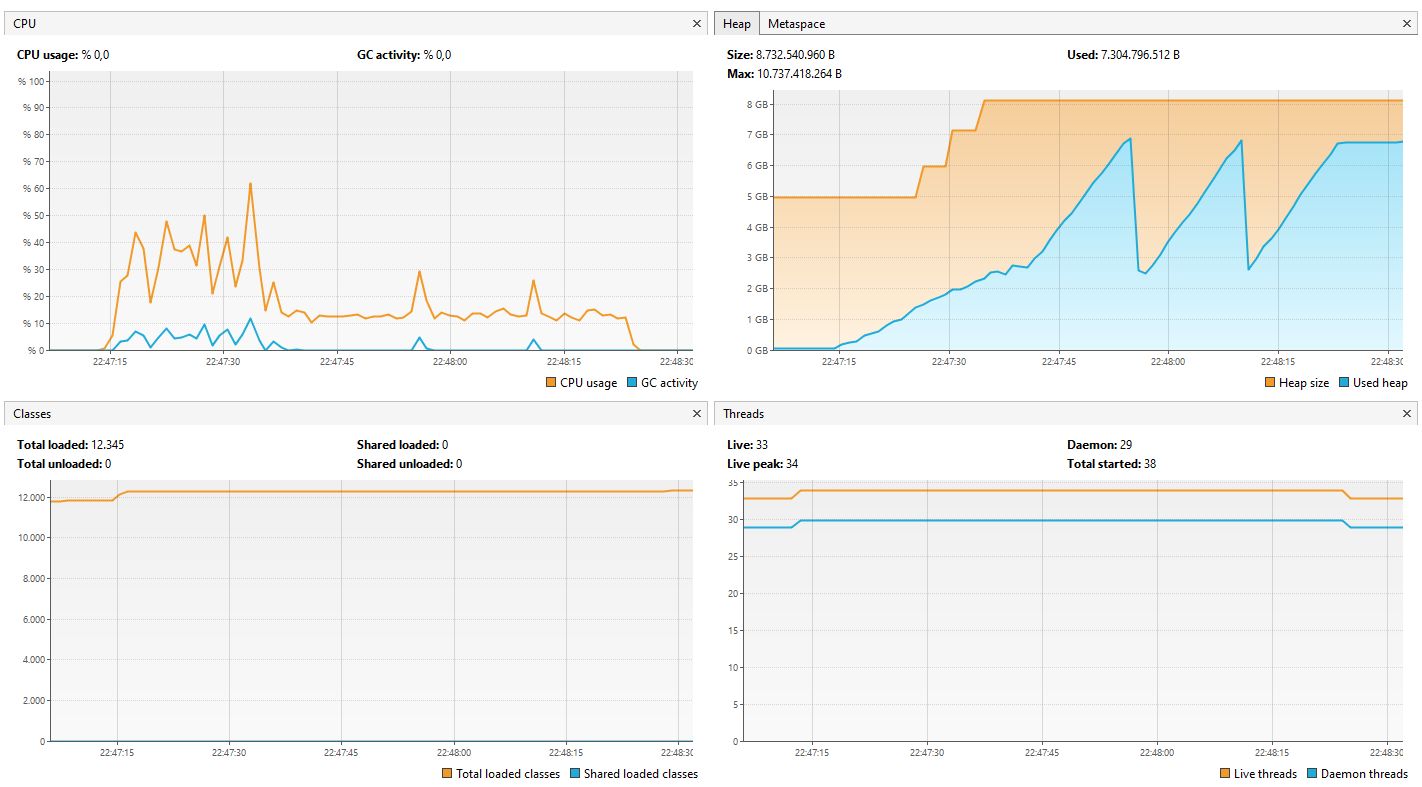 CPU
CPU usage: % 0,0 GC activity: % 0,0
% 100
% 90
% 80
% 70
% 60
% 50
% 40
% 30
% 20
% 10
% 0
22:47:15 22:47:30 22:47:45 22:48:00 22:48:15 22:48:30
CPU usage GC activity
Heap Metaspace
Size: 8.732.540.960 B Used: 7.304.796.512 B
Max: 10.737.418.264 B
8 GB
7 GB
6 GB
5 GB
4 GB
3 GB
2 GB
1 GB
0 GB
22:47:15 22:47:30 22:47:45 22:48:00 22:48:15 22:48:30
Heap size Used heap
Classes
Total loaded: 12.345 Shared loaded: 0
Total unloaded: 0 Shared unloaded: 0
12.000
10.000
8.000
6.000
4.000
2.000
0
22:47:15 22:47:30 22:47:45 22:48:00 22:48:15 22:48:30
Total loaded classes Shared loaded classes
Threads
Live: 33 Daemon: 29
Live peak: 34 Total started: 38
35
30
25
20
15
10
5
0
22:47:15 22:47:30 22:47:45 22:48:00 22:48:15 22:48:30
Live threads Daemon threads